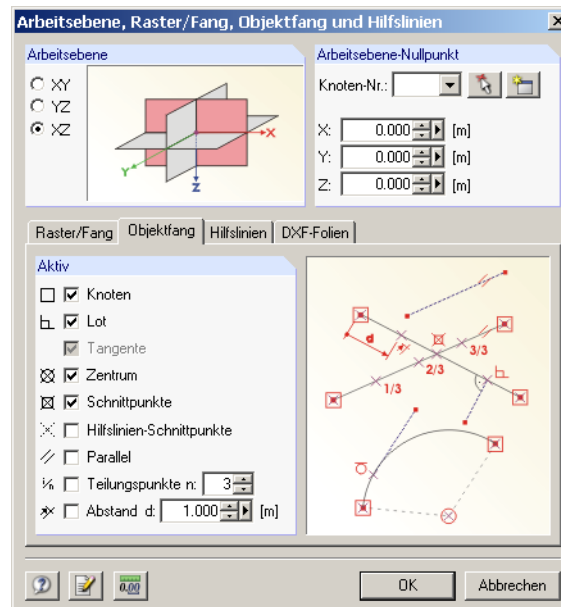 Arbeitsebene, Raster/Fang, Objektfang und Hilfslinien
Arbeitsebene
XY
YZ
XZ
X
Y
Z
Arbeitsebene-Nullpunkt
Knoten-Nr.:
X: 0.000 [m]
Y: 0.000 [m]
Z: 0.000 [m]
Raster/Fang Objektfang Hilfslinien DXF-Folien
Aktiv
Knoten
Lot
Tangente
Zentrum
Schnittpunkte
Hilfslinien-Schnittpunkte
Parallel
1/n Teilungspunkte n: 3
Abstand d: 1.000 [m]
d
3/3
2/3
1/3
0.00
OK Abbrechen